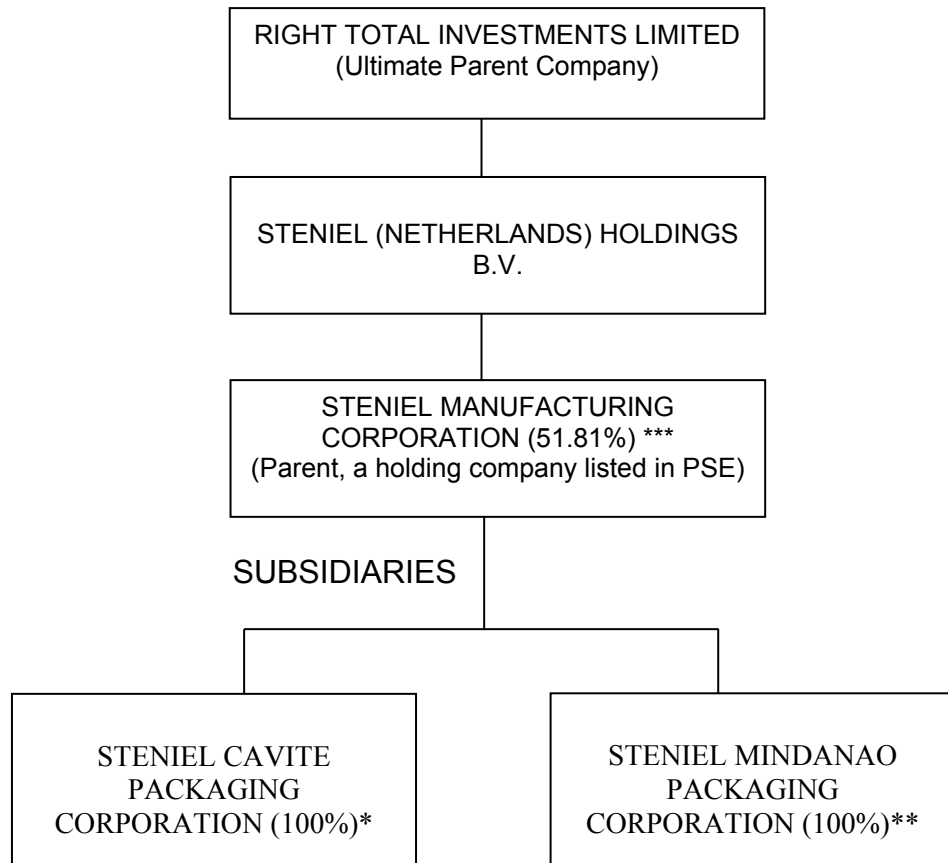 RIGHT TOTAL INVESTMENTS LIMITED
(Ultimate Parent Company)
STENIEL (NETHERLANDS) HOLDINGS
B.V.
STENIEL MANUFACTURING
CORPORATION (51.81%) ***
(Parent, a holding company listed in PSE)
SUBSIDIARIES
STENIEL CAVITE
PACKAGING
CORPORATION (100%)*
STENIEL MINDANAO
PACKAGING
CORPORATION (100%)**